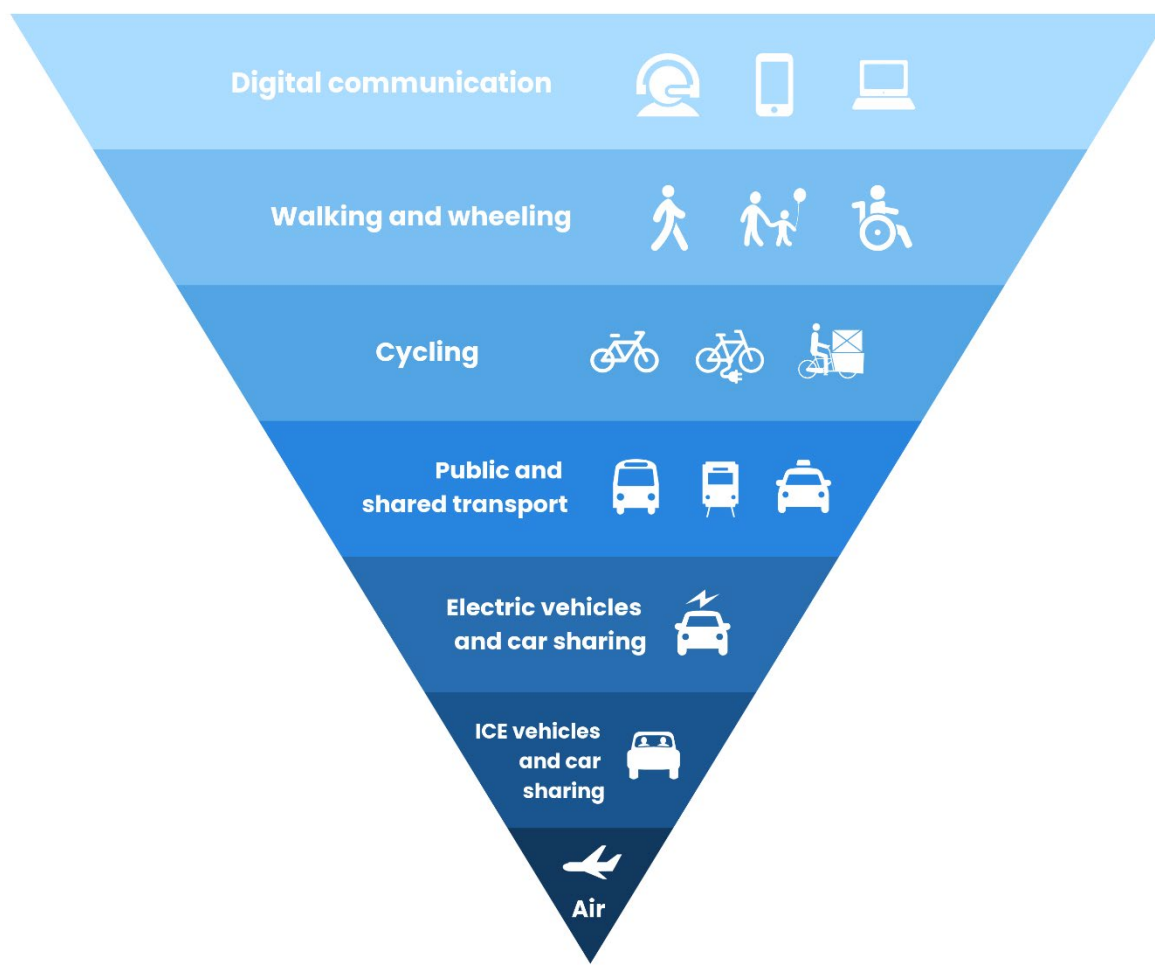 Digital communication
Walking and wheeling
Cycling
Public and
shared transport
Electric vehicles
and car sharing
ICE vehicles
and car
sharing
Air